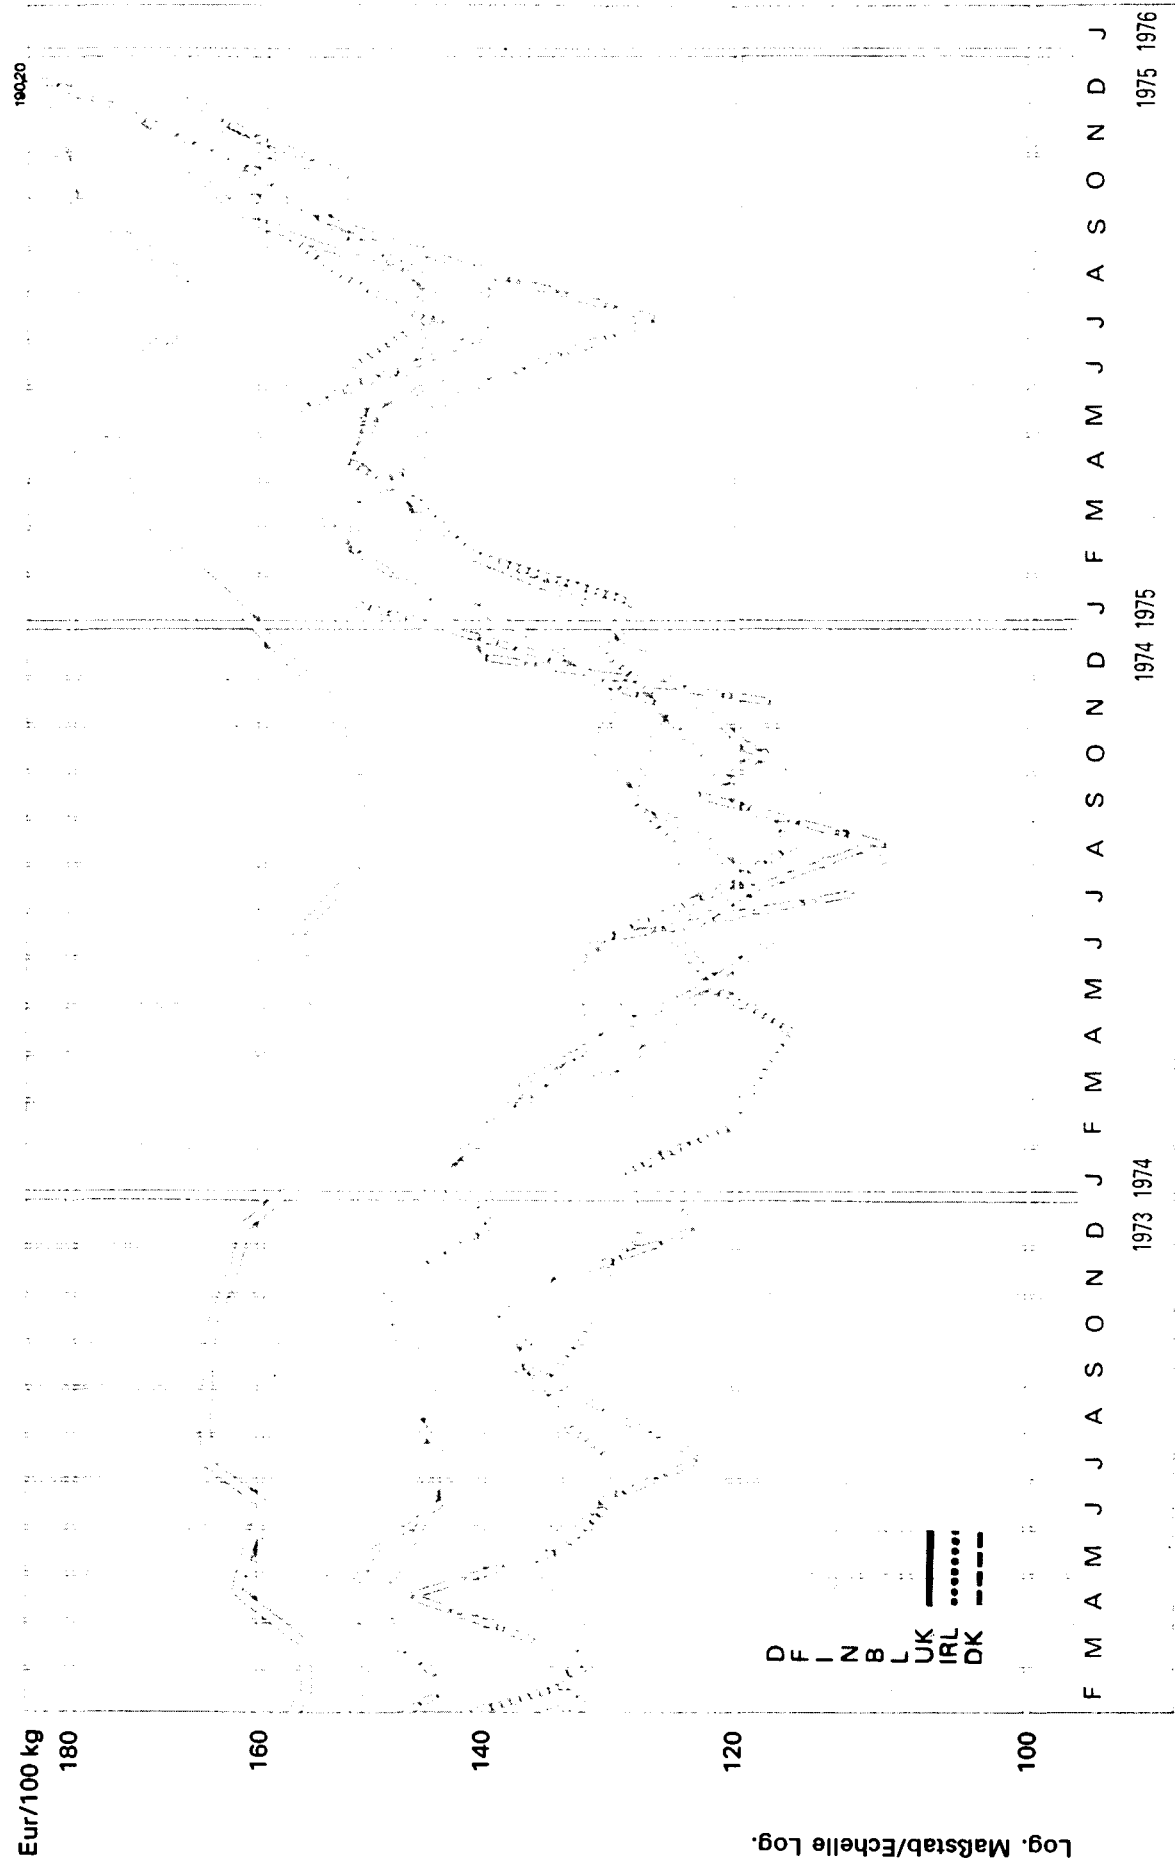 Eur/100 kg
190,20
180
160
140
120
100
Log. Maßstab/Echelle Log.
D
F
I
N
B
L
UK
IRL
DK
F M A M J J A S O N D J F M A M J J A S O N D J F M A M J J A S O N D J
1973 1974 1974 1975 1975 1976